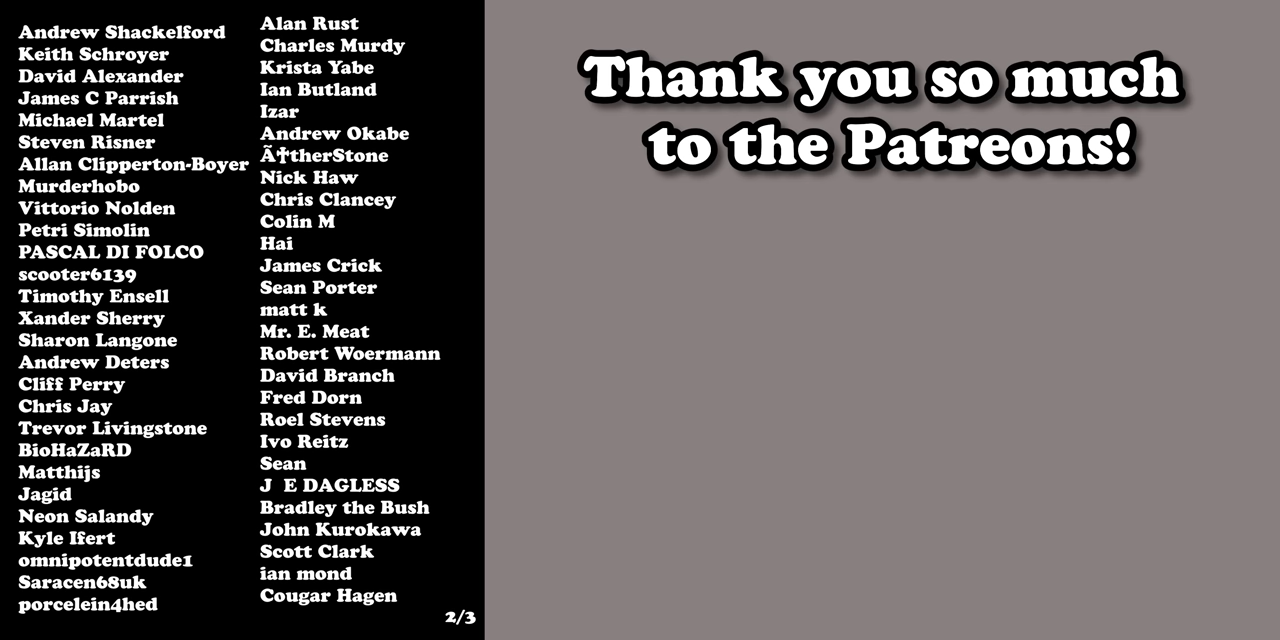 Andrew Shackelford
Keith Schroyer
David Alexander
James C Parrish
Michael Martel
Steven Risner
Allan Clipperton-Boyer
Murderhobo
Vittorio Nolden
Petri Simolin
PASCAL DI FOLCO
scooter6139
Timothy Ensell
Xander Sherry
Sharon Langone
Andrew Deters
Cliff Perry
Chris Jay
Trevor Livingstone
BioHaZaRD
Matthijs
Jagid
Neon Salandy
Kyle Ifert
omnipotentdude1
Saracen68uk
porcelein4hed
Alan Rust
Charles Murdy
Krista Yabe
Ian Butland
Izar
Andrew Okabe
Ã†therStone
Nick Haw
Chris Clancey
Colin M
Hai
James Crick
Sean Porter
matt k
Mr. E. Meat
Robert Woermann
David Branch
Fred Dorn
Roel Stevens
Ivo Reitz
Sean
J  E DAGLESS
Bradley the Bush
John Kurokawa
Scott Clark
ian mond
Cougar Hagen
2/3
Thank you so much
to the Patreons!